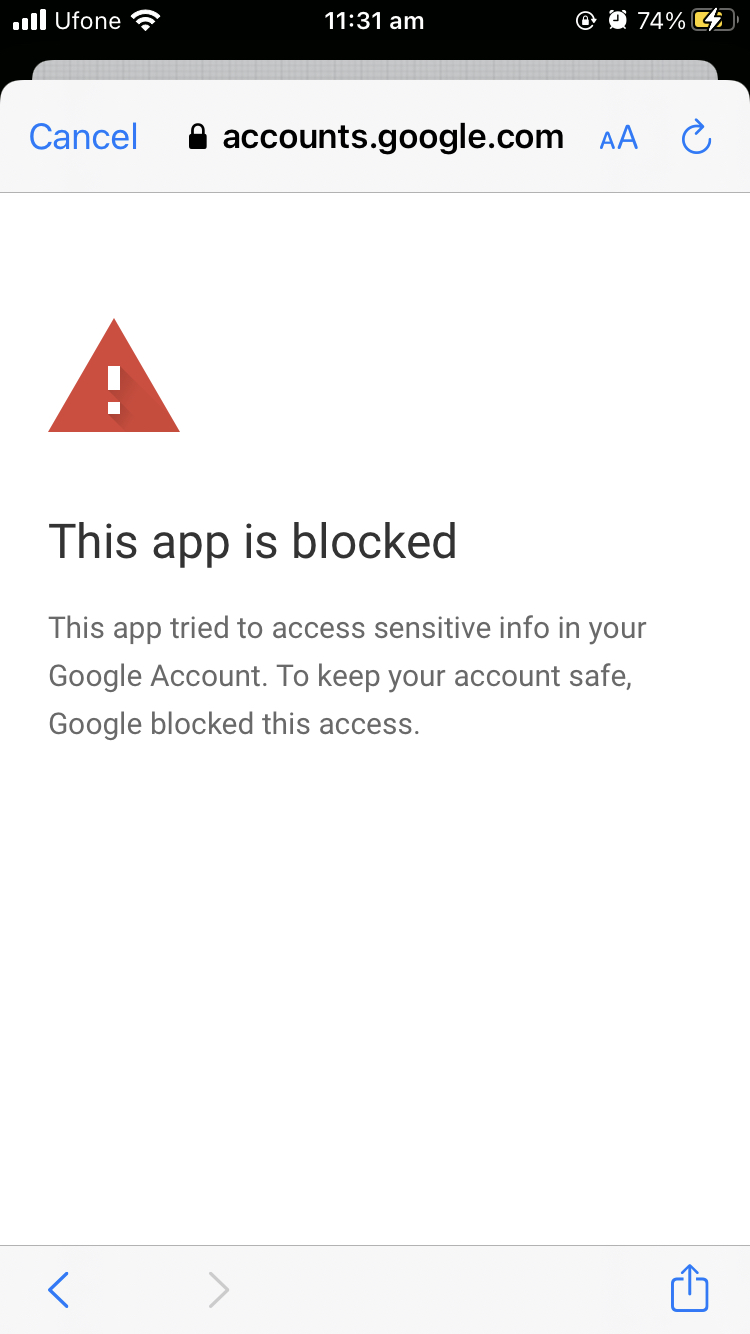 Ufone 11:31 am 74%
Cancel accounts.google.com AA
This app is blocked
This app tried to access sensitive info in your
Google Account. To keep your account safe,
Google blocked this access.